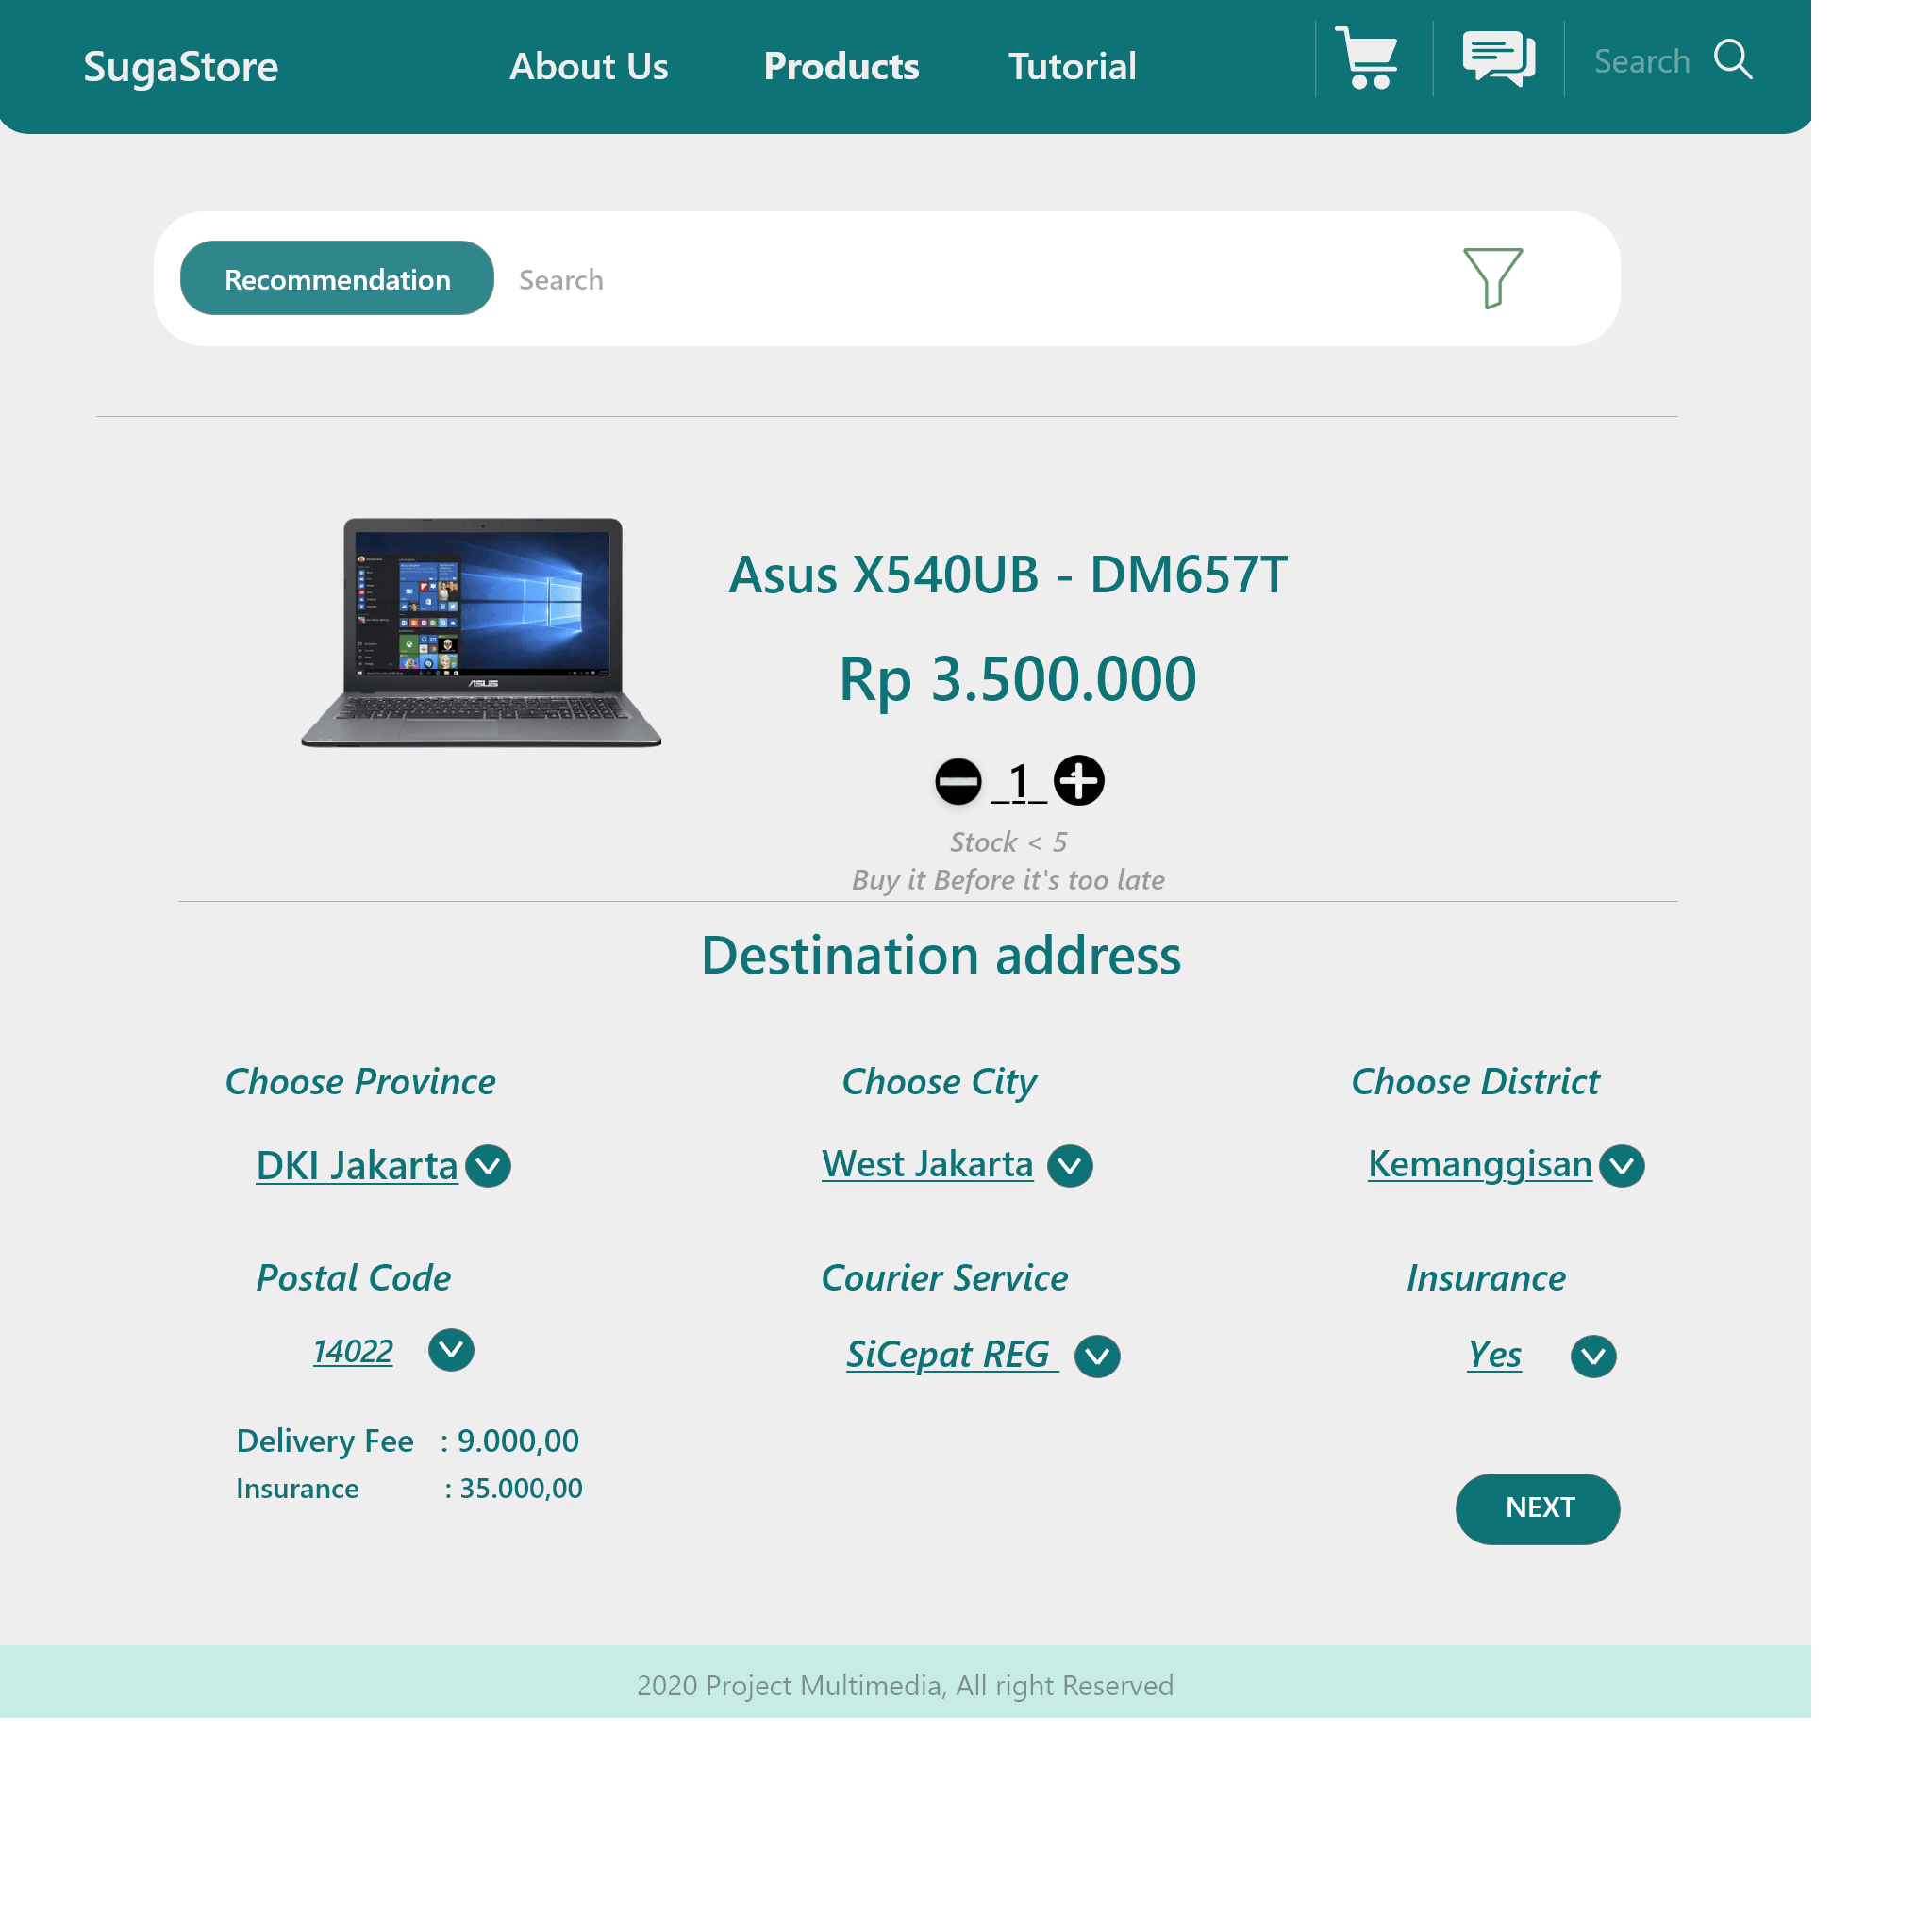 SugaStore About Us Products Tutorial Search
Recommendation Search
ASUS
Asus X540UB - DM657T
Rp 3.500.000
1
Stock < 5
Buy it Before it's too late
Destination address
Choose Province Choose City Choose District
DKI Jakarta West Jakarta Kemanggisan
Postal Code Courier Service Insurance
14022 SiCepat REG Yes
Delivery Fee : 9.000,00
Insurance : 35.000,00
NEXT
2020 Project Multimedia, All right Reserved